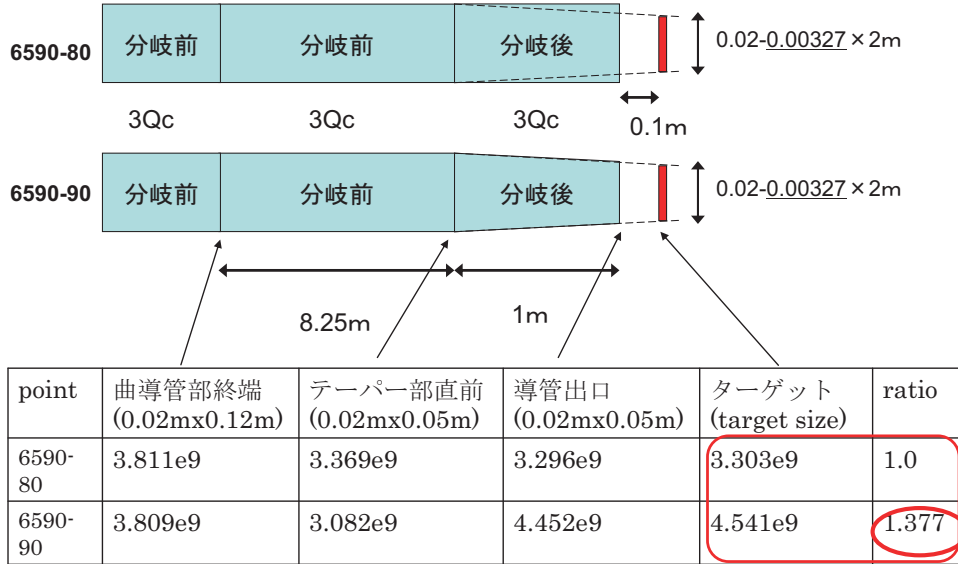 6590-80
分岐前
分岐前
分岐後
0.02-0.00327×2m
3Qc
3Qc
3Qc
0.1m
6590-90
分岐前
分岐前
分岐後
0.02-0.00327×2m
8.25m
1m
point
曲導管部終端
(0.02mx0.12m)
テーパー部直前
(0.02mx0.05m)
導管出口
(0.02mx0.05m)
ターゲット
(target size)
ratio
6590-
80
3.811e9
3.369e9
3.296e9
3.303e9
1.0
6590-
90
3.809e9
3.082e9
4.452e9
4.541e9
1.377